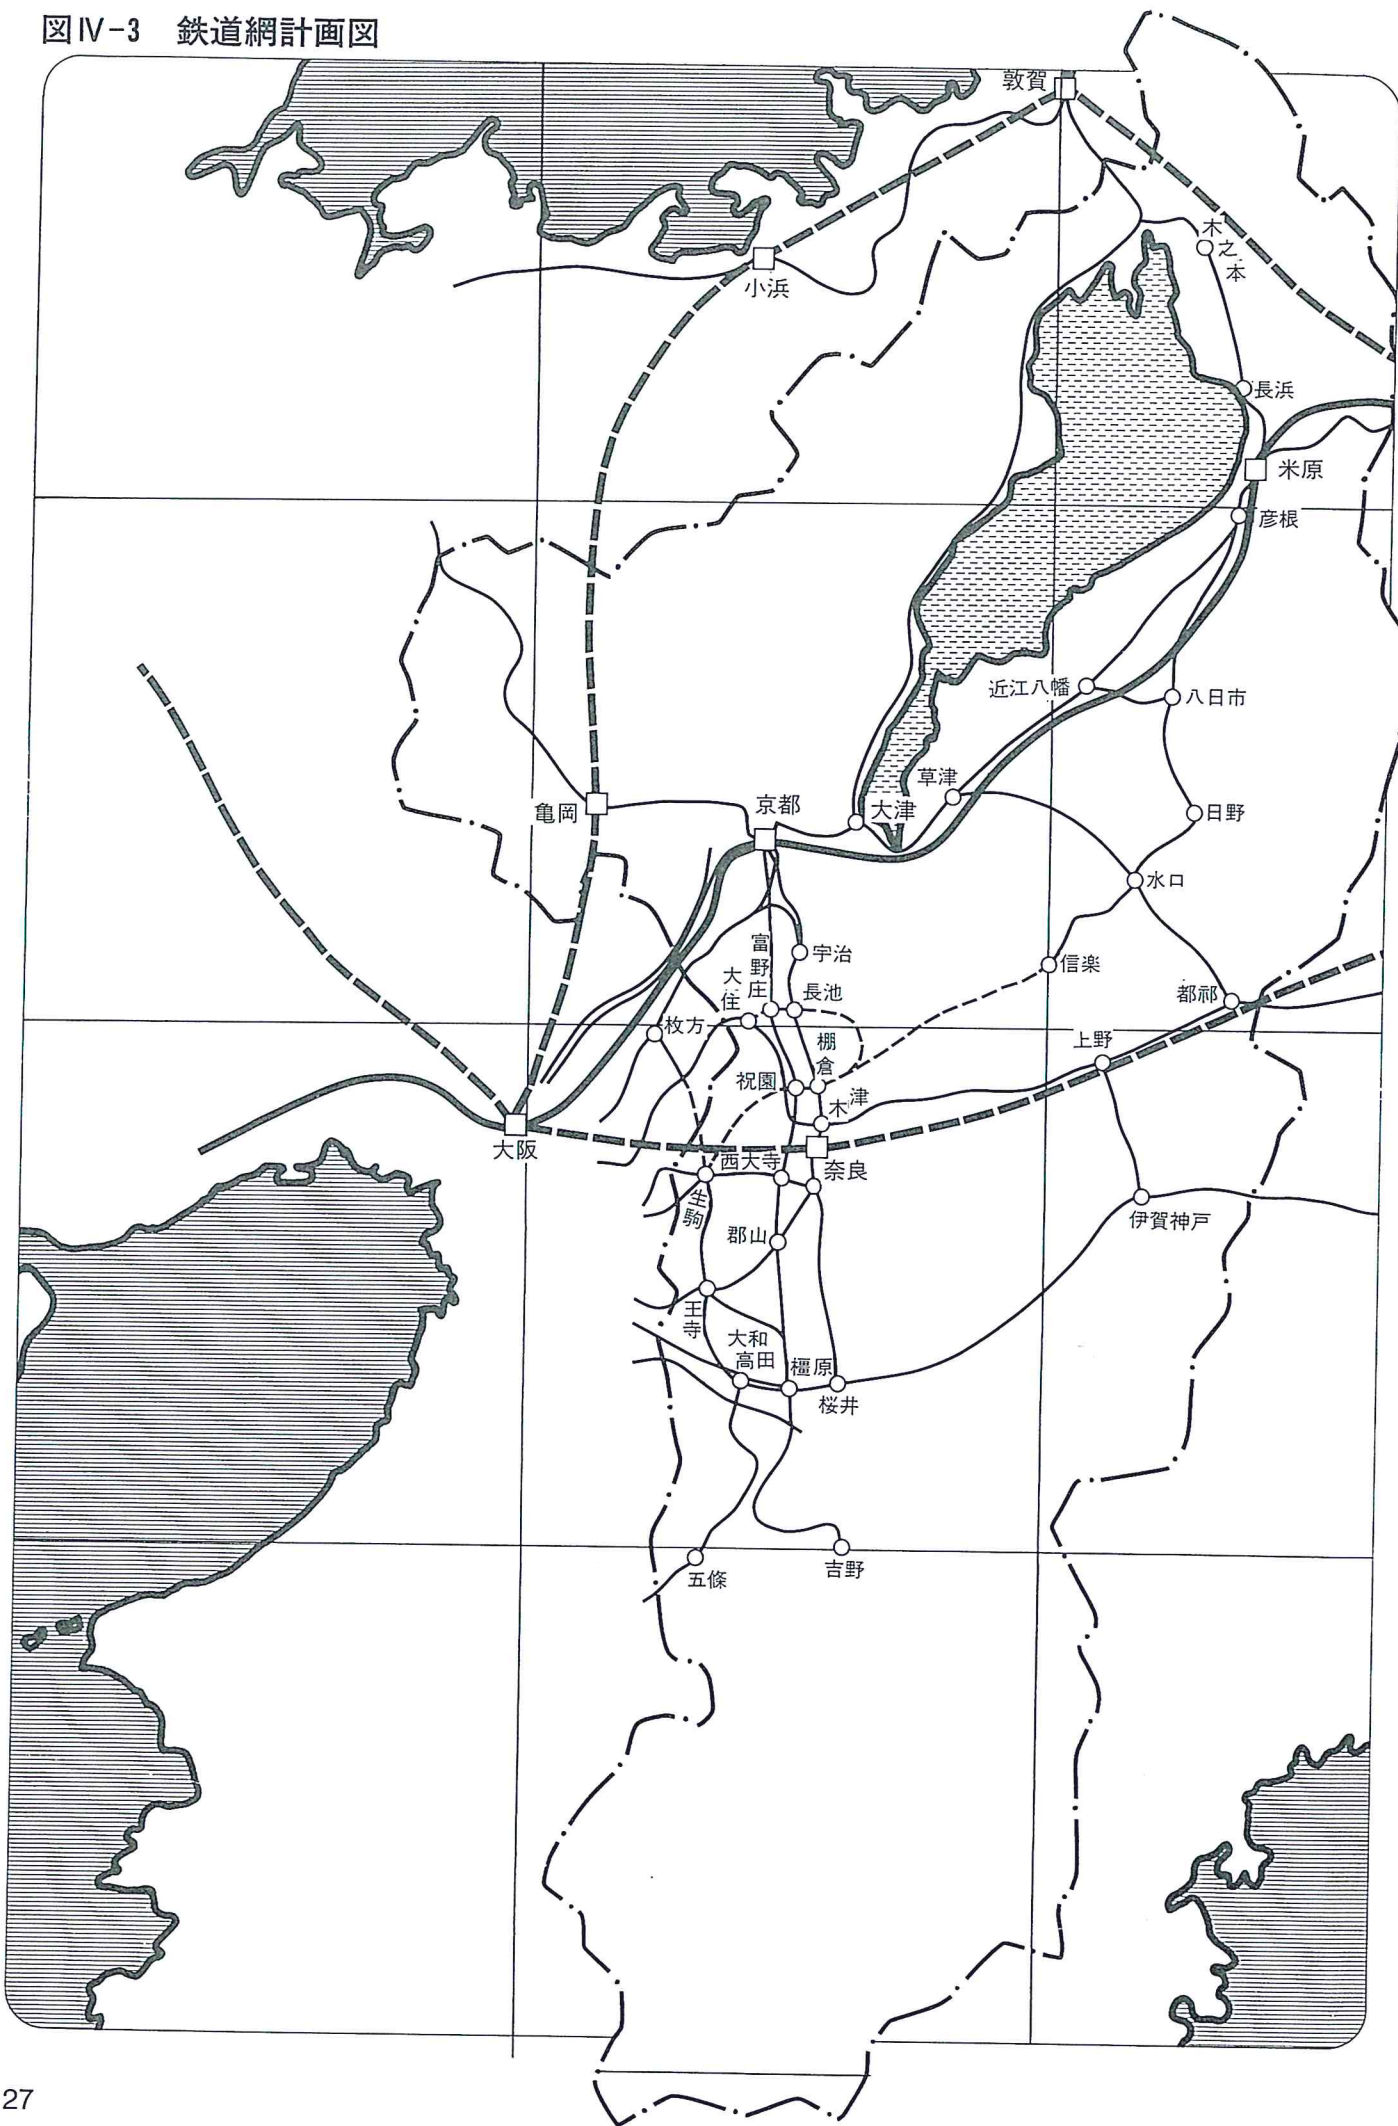 図Ⅳ-3 鉄道網計画図
敦賀
木之本
小浜
長浜
米原
彦根
近江八幡
八日市
草津
大津
京都
亀岡
日野
水口
富野庄
宇治
信楽
大住
長池
都祁
枚方
棚倉
上野
祝園
木津
大阪
西大寺
奈良
生駒
伊賀神戸
郡山
王寺
大和
高田
橿原
桜井
五條
吉野
27